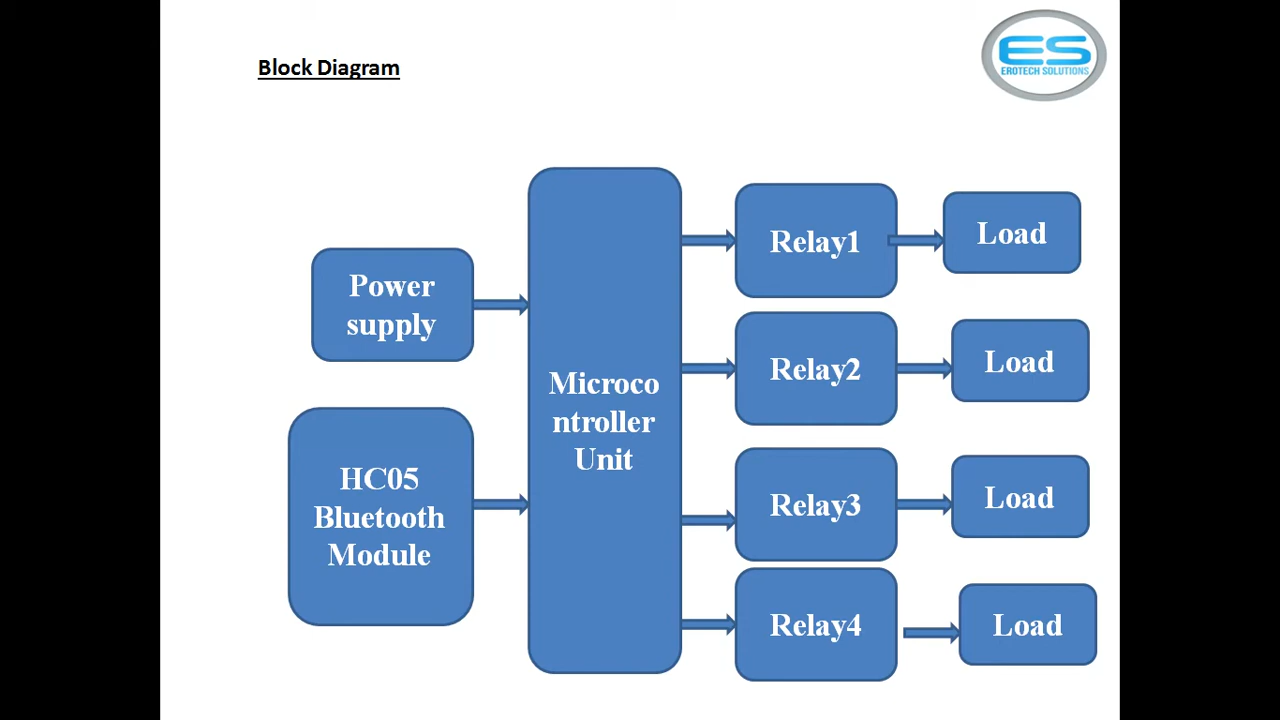 Block Diagram
ES
EROTECH SOLUTIONS
Power
supply
HC05
Bluetooth
Module
Microco
ntroller
Unit
Relay1
Load
Relay2
Load
Relay3
Load
Relay4
Load